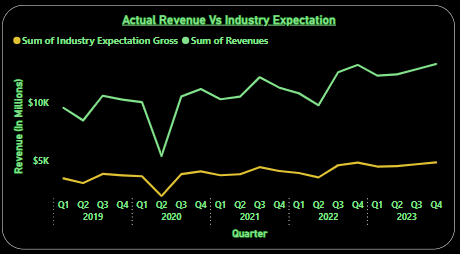 Actual Revenue Vs Industry Expectation
Sum of Industry Expectation Gross Sum of Revenues
Revenue (In Millions)
$10K
$5K
Q1 Q2 Q3 Q4 Q1 Q2 Q3 Q4 Q1 Q2 Q3 Q4 Q1 Q2 Q3 Q4 Q1 Q2 Q3 Q4
2019 2020 2021 2022 2023
Quarter